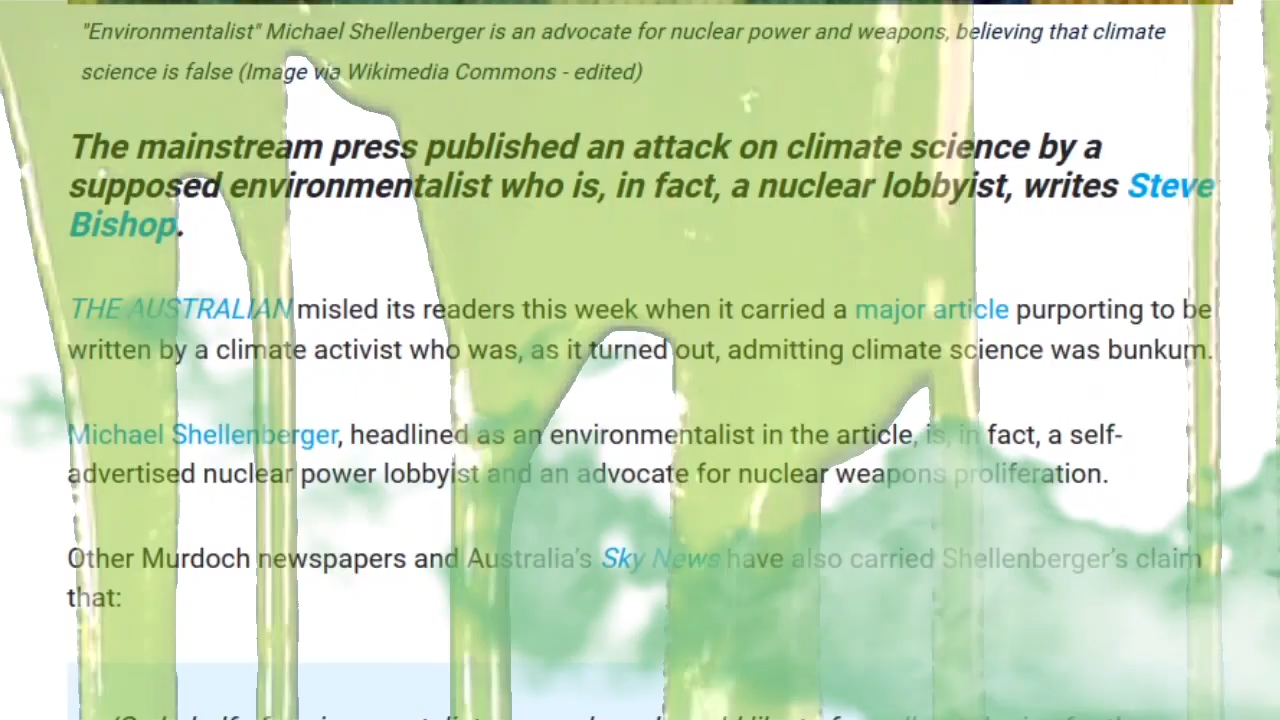 "Environmentalist" Michael Shellenberger is an advocate for nuclear power and weapons, believing that climate
science is false (Image via Wikimedia Commons - edited)
The mainstream press published an attack on climate science by a
supposed environmentalist who is, in fact, a nuclear lobbyist, writes Steve
Bishop.
THE AUSTRALIAN misled its readers this week when it carried a major article purporting to be
written by a climate activist who was, as it turned out, admitting climate science was bunkum.
Michael Shellenberger, headlined as an environmentalist in the article, is, in fact, a self-
advertised nuclear power lobbyist and an advocate for nuclear weapons proliferation.
Other Murdoch newspapers and Australia's Sky News have also carried Shellenberger's claim
that: